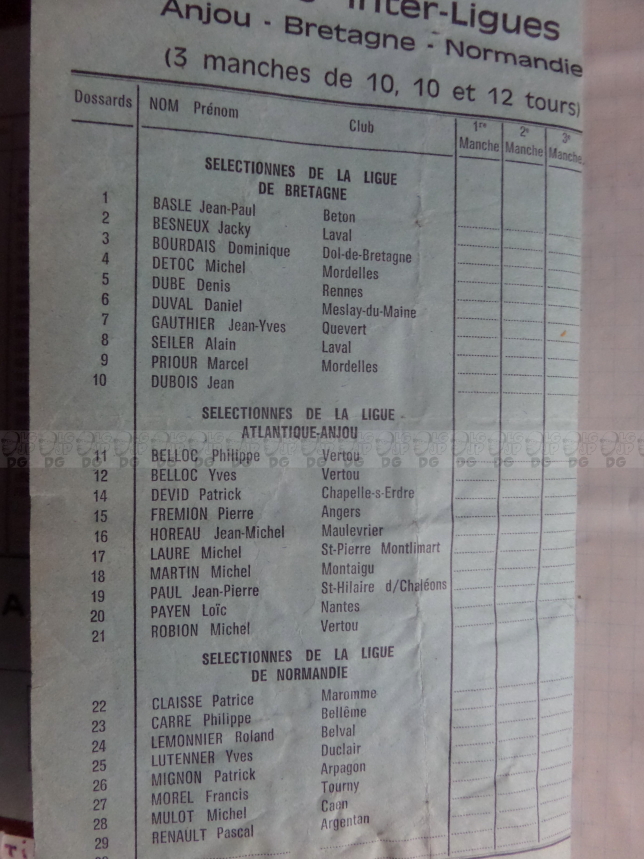 Inter-Ligues
Anjou - Bretagne - Normandie
(3 manches de 10, 10 et 12 tours)
Dossards NOM Prénom Club 1re Manche 2e Manche 3e Manche
SELECTIONNES DE LA LIGUE
DE BRETAGNE
1 BASLE Jean-Paul Beton
2 BESNEUX Jacky Laval
3 BOURDAIS Dominique Dol-de-Bretagne
4 DETOC Michel Mordelles
5 DUBE Denis Rennes
6 DUVAL Daniel Meslay-du-Maine
7 GAUTHIER Jean-Yves Quevert
8 SEILER Alain Laval
9 PRIOUR Marcel Mordelles
10 DUBOIS Jean
SELECTIONNES DE LA LIGUE -
ATLANTIQUE-ANJOU
11 BELLOC Philippe Vertou
12 BELLOC Yves Vertou
14 DEVID Patrick Chapelle-s-Erdre
15 FREMION Pierre Angers
16 HOREAU Jean-Michel Maulevrier
17 LAURE Michel St-Pierre Montlimart
18 MARTIN Michel Montaigu
19 PAUL Jean-Pierre St-Hilaire d/Chaléons
20 PAYEN Loïc Nantes
21 ROBION Michel Vertou
SELECTIONNES DE LA LIGUE
DE NORMANDIE
22 CLAISSE Patrice Maromme
23 CARRE Philippe Bellême
24 LEMONNIER Roland Belval
25 LUTENNER Yves Duclair
26 MIGNON Patrick Arpagon
27 MOREL Francis Tourny
28 MULOT Michel Caen
29 RENAULT Pascal Argentan